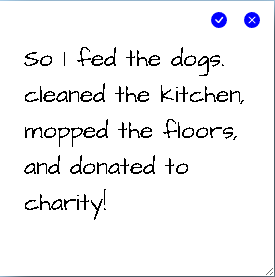 So I fed the dogs.
cleaned the kitchen,
mopped the floors,
and donated to
charity!